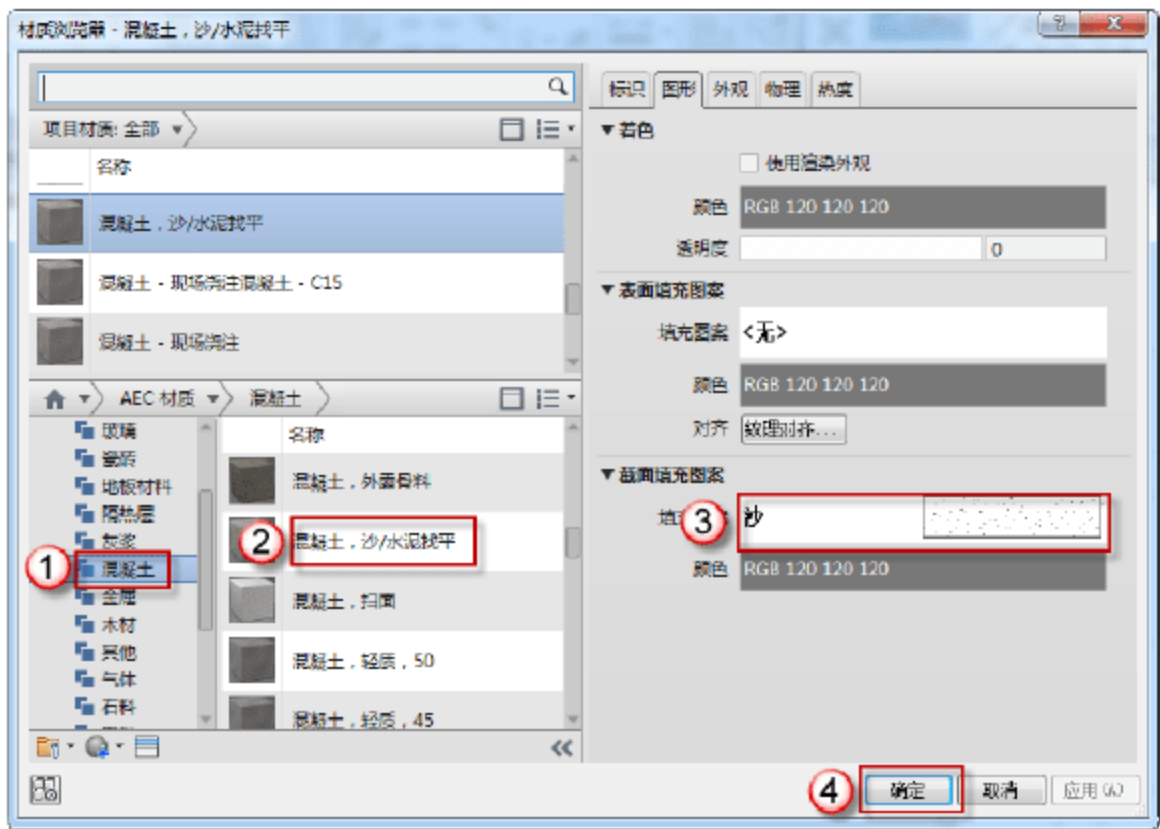 材质浏览器 - 混凝土，沙/水泥找平
标识 图形 外观 物理 热度
项目材质: 全部
名称
混凝土，沙/水泥找平
混凝土 - 现场浇注混凝土 - C15
混凝土 - 现场浇注
AEC 材质 混凝土
玻璃
瓷砖
地板材料
隔热层
灰浆
1 混凝土
金属
木材
其他
气体
石料
名称
混凝土，外露骨料
2 混凝土，沙/水泥找平
混凝土，扫面
混凝土，轻质，50
混凝土，轻质，45
着色
使用渲染外观
颜色 RGB 120 120 120
透明度 0
表面填充图案
填充图案 <无>
颜色 RGB 120 120 120
对齐 纹理对齐...
截面填充图案
填 3 沙
颜色 RGB 120 120 120
4 确定 取消 应用(A)